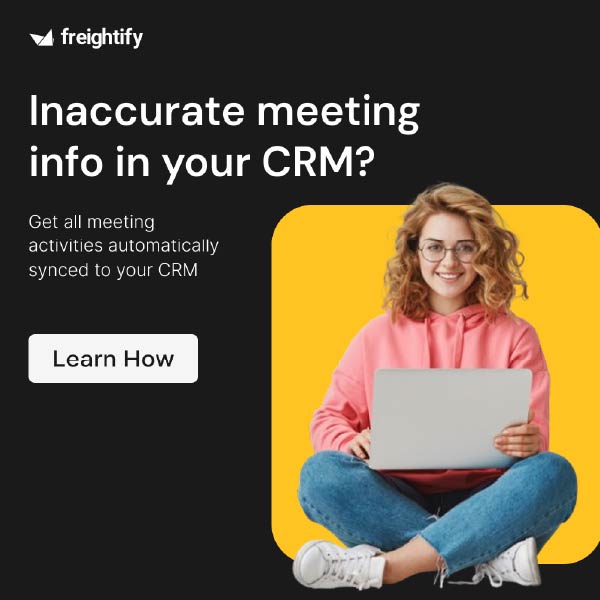 freightify
Inaccurate meeting
info in your CRM?
Get all meeting
activities automatically
synced to your CRM
Learn How